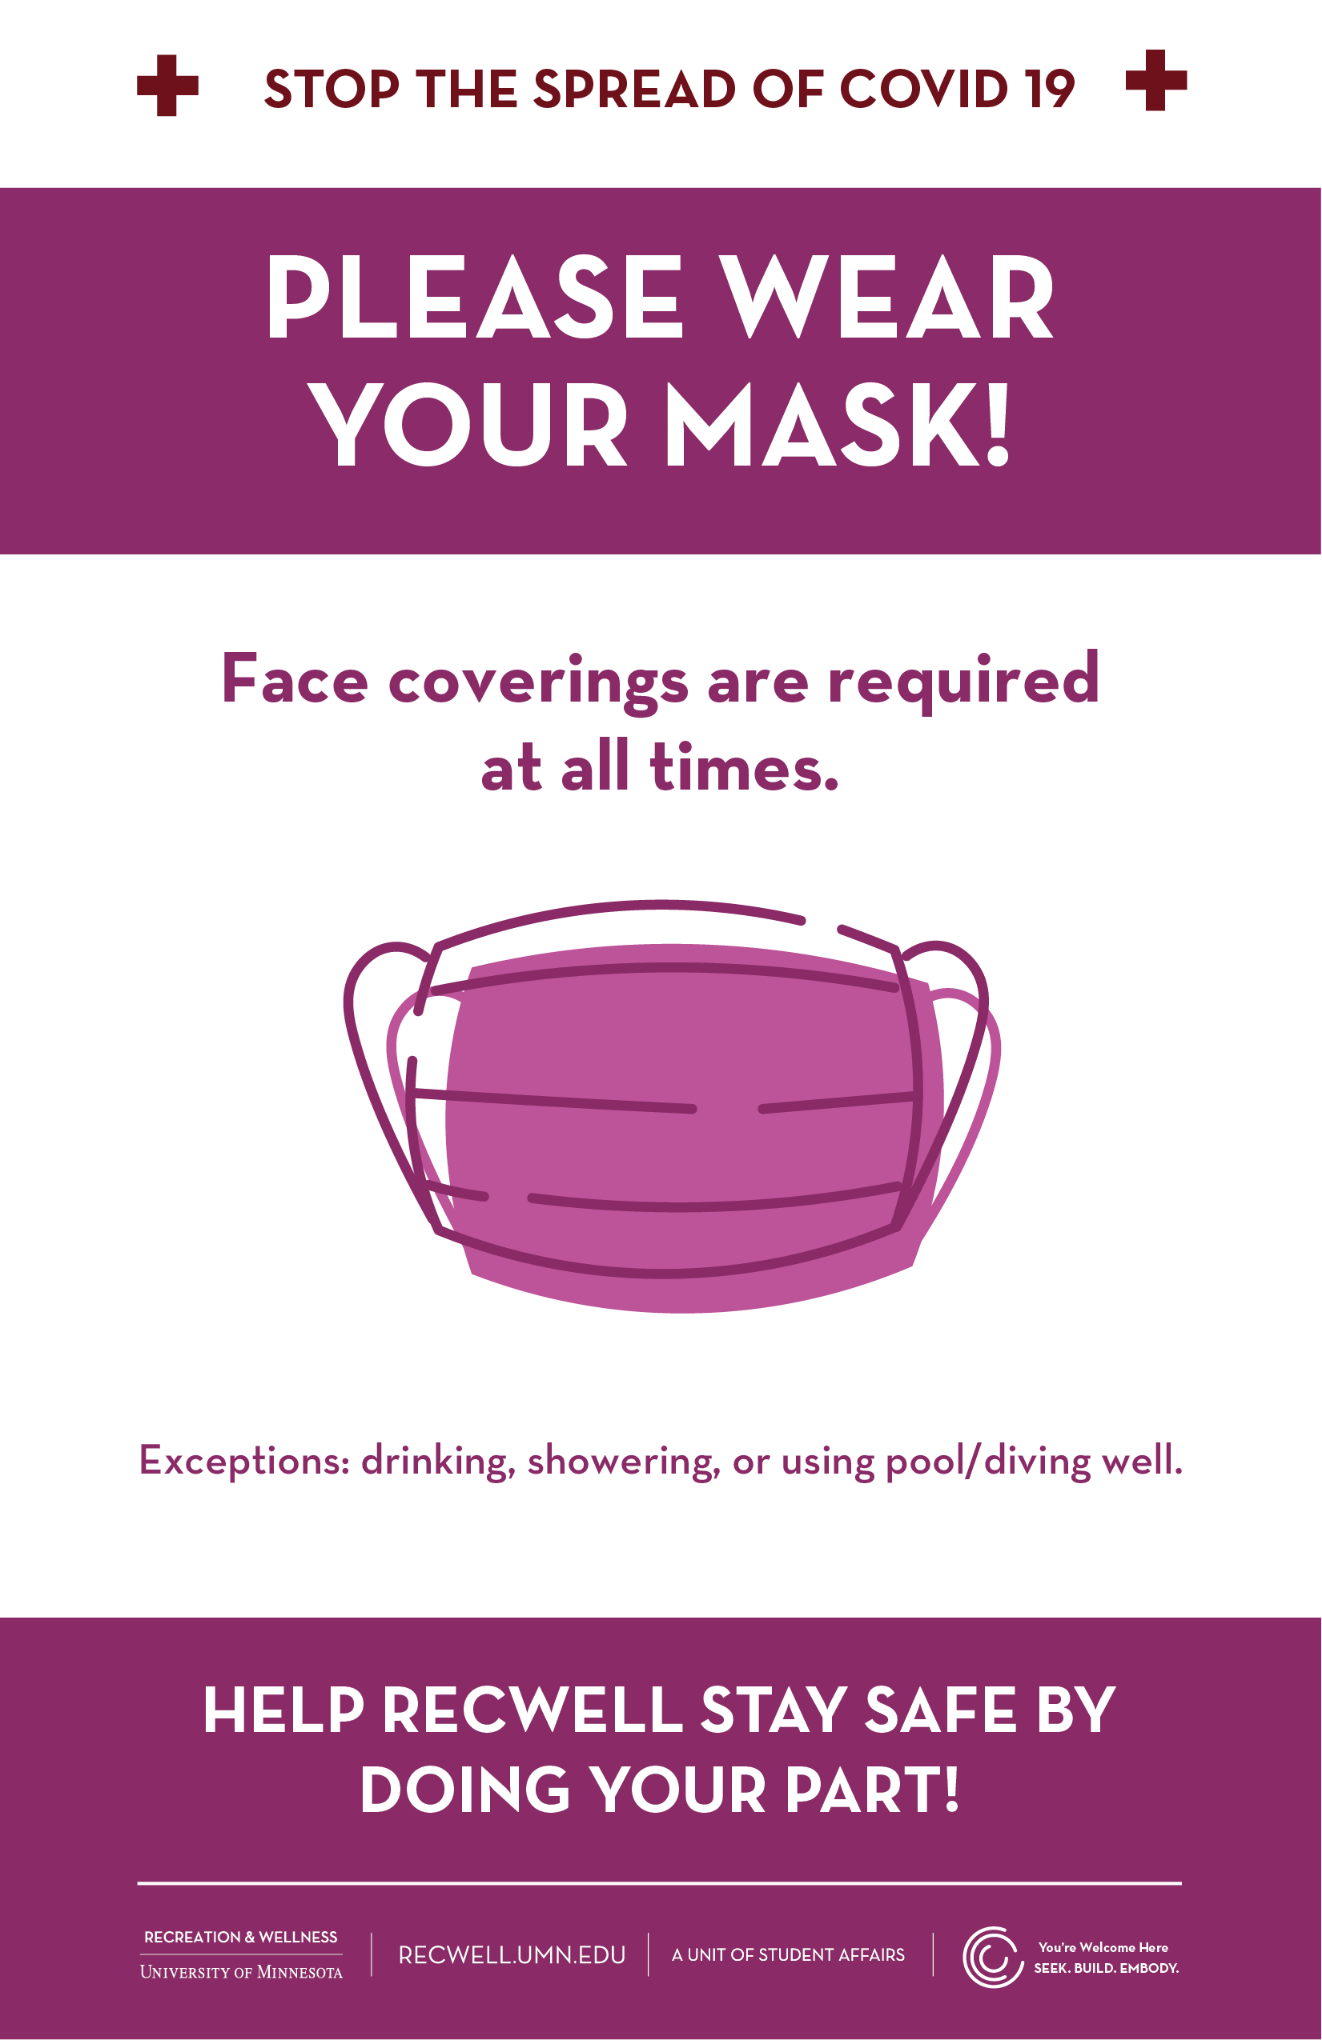 STOP THE SPREAD OF COVID 19
PLEASE WEAR
YOUR MASK!
Face coverings are required
at all times.
Exceptions: drinking, showering, or using pool/diving well.
HELP RECWELL STAY SAFE BY
DOING YOUR PART!
RECREATION & WELLNESS
UNIVERSITY OF MINNESOTA
RECWELL.UMN.EDU
A UNIT OF STUDENT AFFAIRS
You're Welcome Here
SEEK. BUILD. EMBODY.